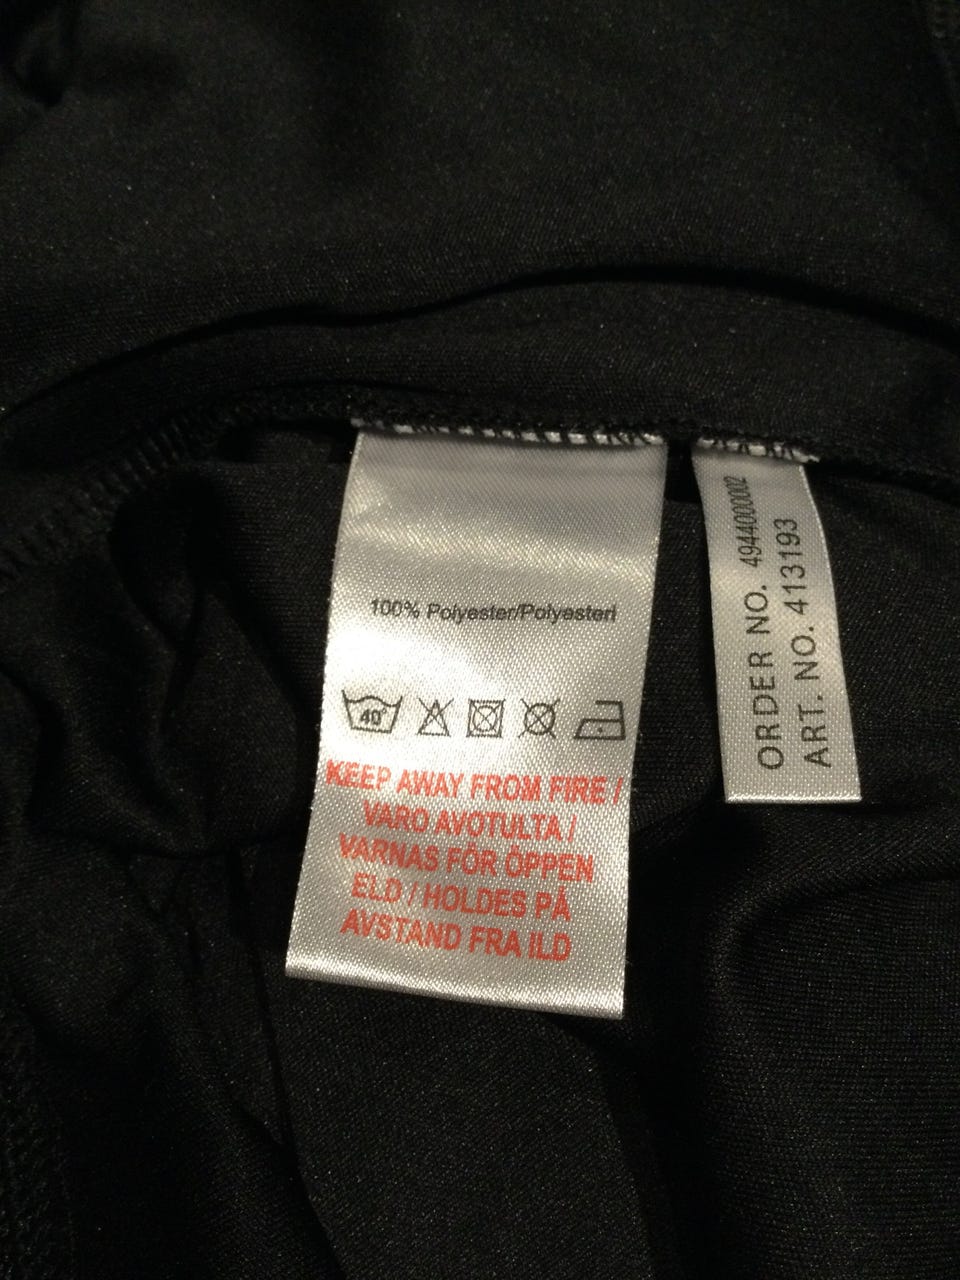 100% Polyester/Polyesteri
40°
KEEP AWAY FROM FIRE /
VARO AVOTULTA /
VARNAS FÖR ÖPPEN
ELD / HOLDES PÅ
AVSTAND FRA ILD
ORDER NO. 4944000002
ART. NO. 413193